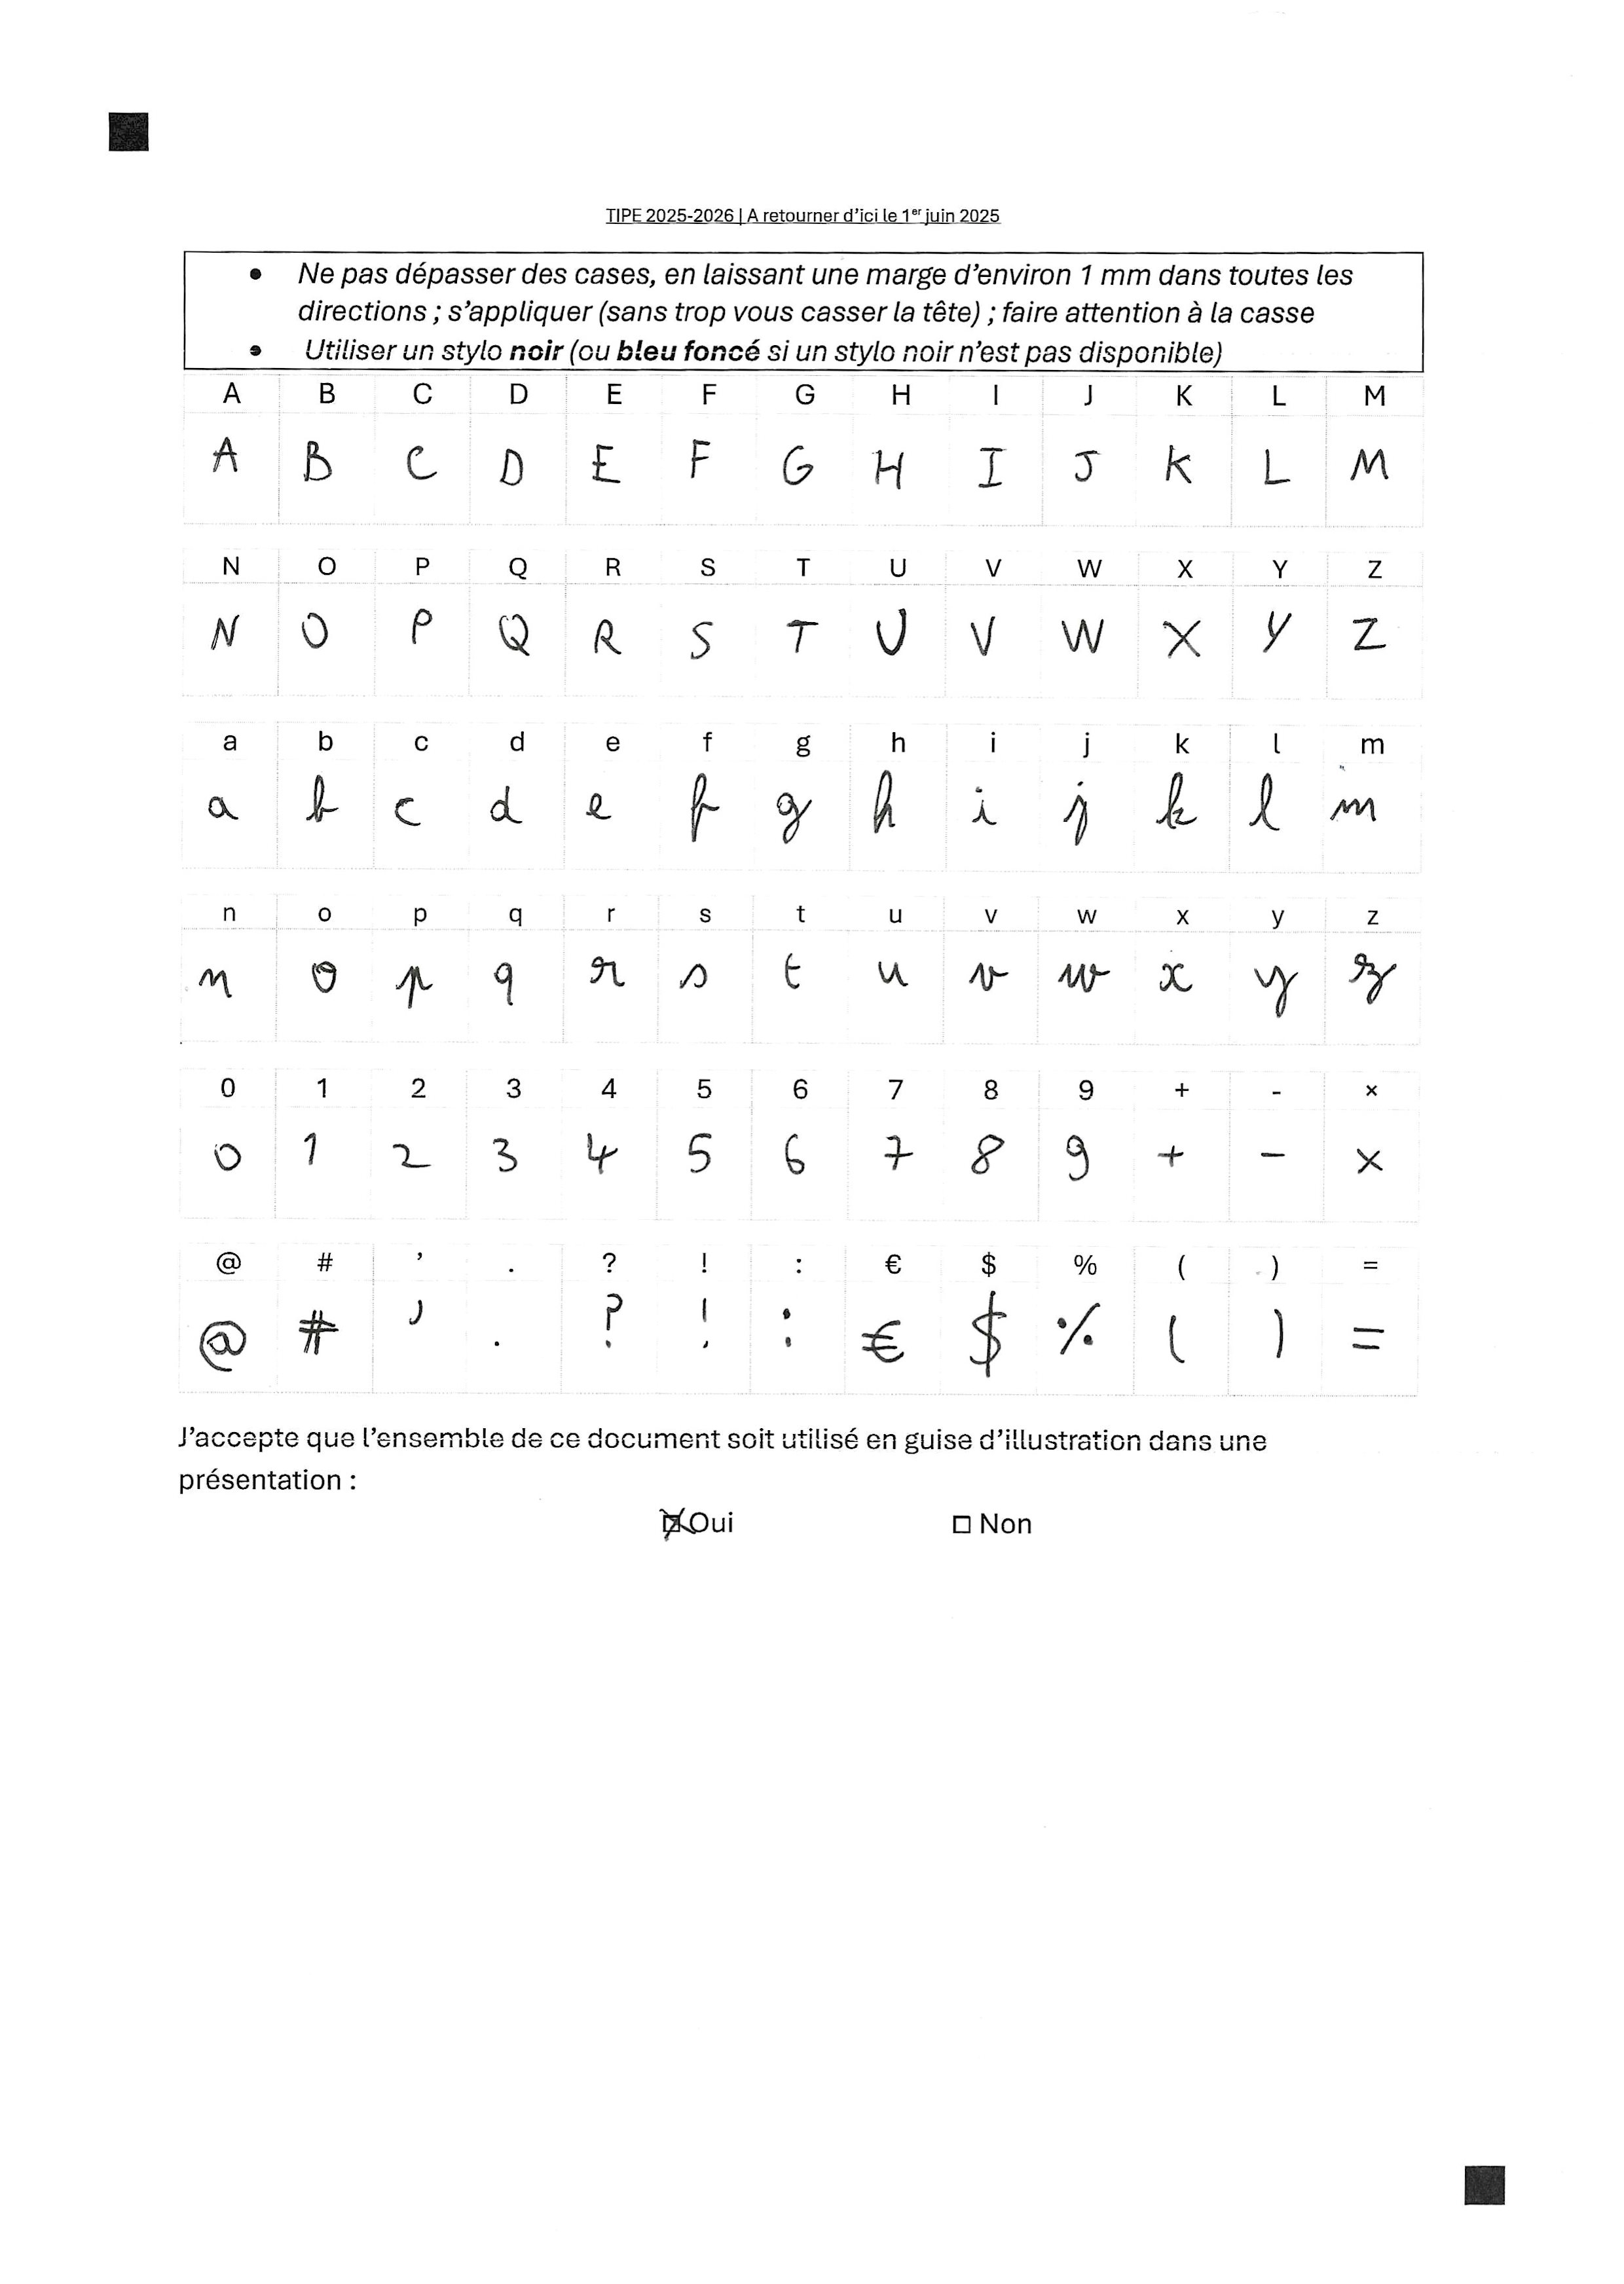 TIPE 2025-2026 | A retourner d'ici le 1er juin 2025
• Ne pas dépasser des cases, en laissant une marge d'environ 1 mm dans toutes les
directions ; s'appliquer (sans trop vous casser la tête) ; faire attention à la casse
• Utiliser un stylo noir (ou bleu foncé si un stylo noir n'est pas disponible)
A B C D E F G H I J K L M
A B C D E F G H I J K L M
N O P Q R S T U V W X Y Z
N O P Q R S T U V W X Y Z
a b c d e f g h i j k l m
a b c d e f g h i j k l m
n o p q r s t u v w x y z
n o p q r s t u v w x y z
0 1 2 3 4 5 6 7 8 9 + - ×
0 1 2 3 4 5 6 7 8 9 + - ×
@ # ’ . ? ! : € $ % ( ) =
@ # ’ . ? ! : € $ % ( ) =
J'accepte que l'ensemble de ce document soit utilisé en guise d'illustration dans une
présentation :
☒ Oui ☐ Non